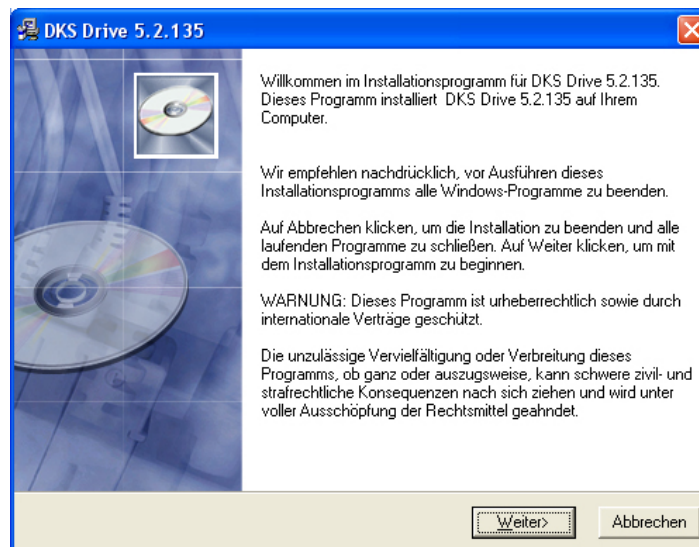 DKS Drive 5.2.135
Willkommen im Installationsprogramm für DKS Drive 5.2.135.
Dieses Programm installiert DKS Drive 5.2.135 auf Ihrem
Computer.
Wir empfehlen nachdrücklich, vor Ausführen dieses
Installationsprogramms alle Windows-Programme zu beenden.
Auf Abbrechen klicken, um die Installation zu beenden und alle
laufenden Programme zu schließen. Auf Weiter klicken, um mit
dem Installationsprogramm zu beginnen.
WARNUNG: Dieses Programm ist urheberrechtlich sowie durch
internationale Verträge geschützt.
Die unzulässige Vervielfältigung oder Verbreitung dieses
Programms, ob ganz oder auszugsweise, kann schwere zivil- und
strafrechtliche Konsequenzen nach sich ziehen und wird unter
voller Ausschöpfung der Rechtsmittel geahndet.
Weiter> Abbrechen